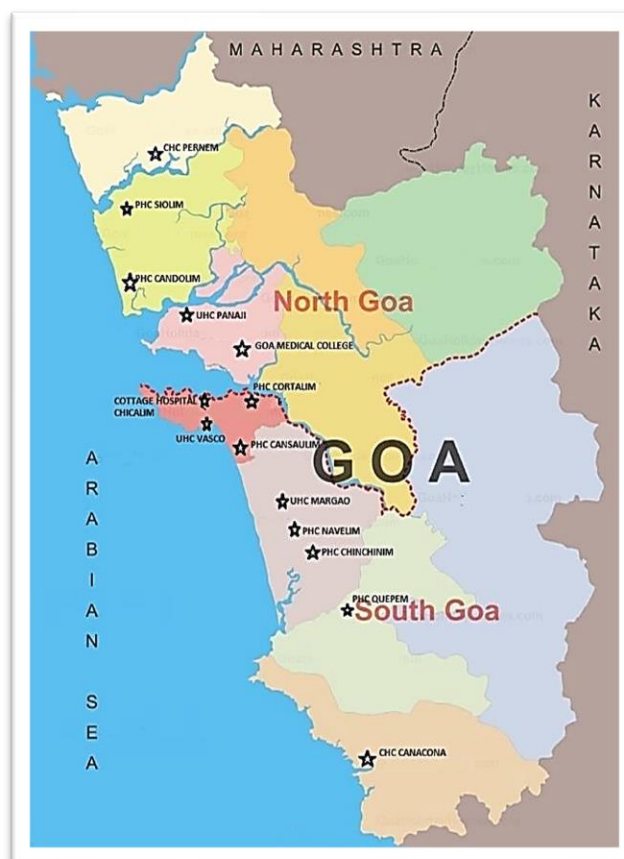 MAHARASHTRA
KARNATAKA
CHC PERNEM
PHC SIOLIM
PHC CANDOLIM
North Goa
UHC PANAJI
GOA MEDICAL COLLEGE
PHC CORTALIM
COTTAGE HOSPITAL
CHICALIM
UHC VASCO
PHC CANSAULIM
GOA
ARABIAN SEA
UHC MARGAO
PHC NAVELIM
PHC CHINCHINIM
PHC QUEPEM
South Goa
CHC CANACONA